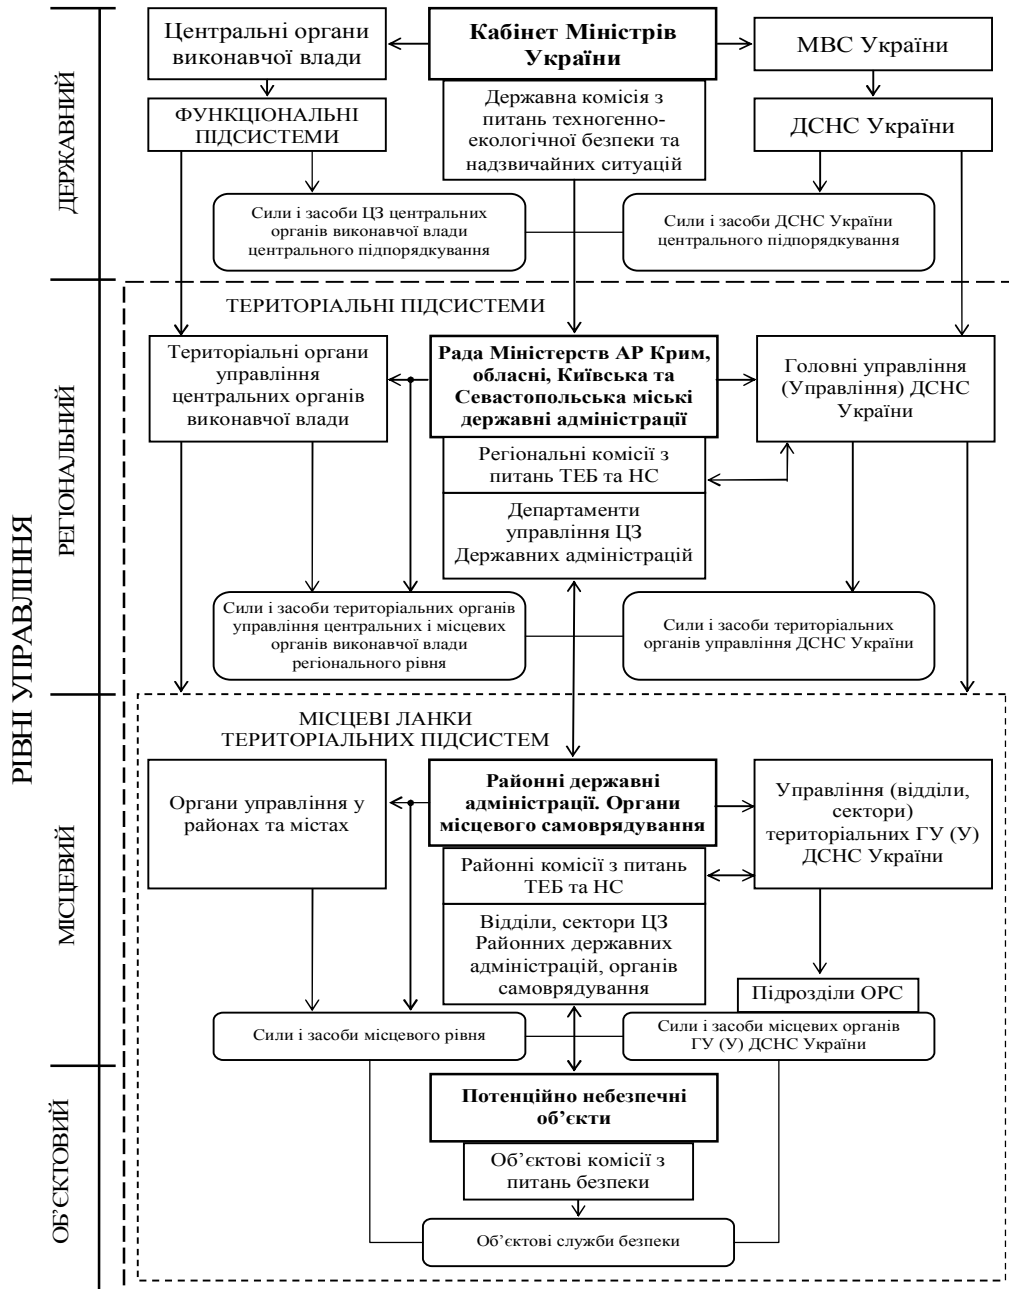 РІВНІ УПРАВЛІННЯ
ДЕРЖАВНИЙ
Центральні органи
виконавчої влади
Кабінет Міністрів
України
МВС України
ФУНКЦІОНАЛЬНІ
ПІДСИСТЕМИ
Державна комісія з
питань техногенно-
екологічної безпеки та
надзвичайних ситуацій
ДСНС України
Сили і засоби ЦЗ центральних
органів виконавчої влади
центрального підпорядкування
Сили і засоби ДСНС України
центрального підпорядкування
РЕГІОНАЛЬНИЙ
ТЕРИТОРІАЛЬНІ ПІДСИСТЕМИ
Територіальні органи
управління
центральних органів
виконавчої влади
Рада Міністерств АР Крим,
обласні, Київська та
Севастопольська міські
державні адміністрації
Головні управління
(Управління) ДСНС
України
Регіональні комісії з
питань ТЕБ та НС
Департаменти
управління ЦЗ
Державних адміністрацій
Сили і засоби територіальних органів
управління центральних і місцевих
органів виконавчої влади
регіонального рівня
Сили і засоби територіальних
органів управління ДСНС України
МІСЦЕВИЙ
МІСЦЕВІ ЛАНКИ
ТЕРИТОРІАЛЬНИХ ПІДСИСТЕМ
Органи управління у
районах та містах
Районні державні
адміністрації. Органи
місцевого самоврядування
Управління (відділи,
сектори)
територіальних ГУ (У)
ДСНС України
Районні комісії з питань
ТЕБ та НС
Відділи, сектори ЦЗ
Районних державних
адміністрацій, органів
самоврядування
Підрозділи ОРС
Сили і засоби місцевого рівня
Сили і засоби місцевих органів
ГУ (У) ДСНС України
ОБ’ЄКТОВИЙ
Потенційно небезпечні
об’єкти
Об’єктові комісії з
питань безпеки
Об’єктові служби безпеки